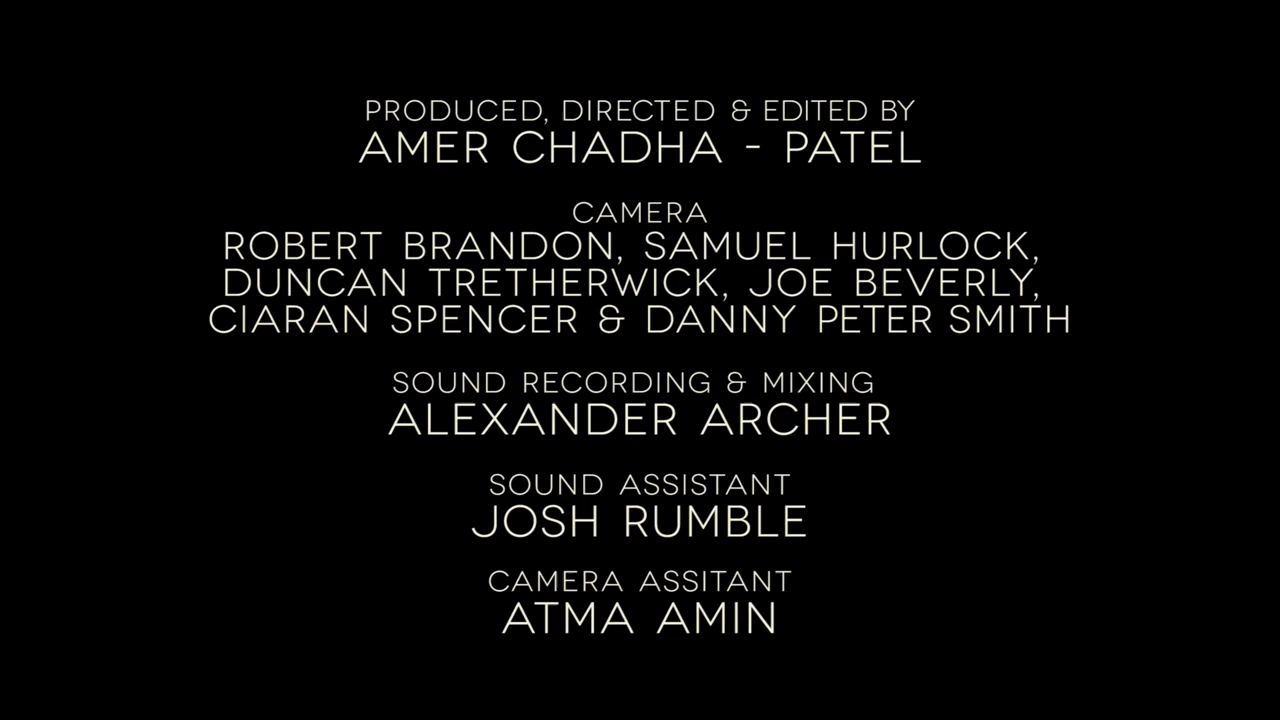 PRODUCED, DIRECTED & EDITED BY
AMER CHADHA - PATEL
CAMERA
ROBERT BRANDON, SAMUEL HURLOCK,
DUNCAN TRETHERWICK, JOE BEVERLY,
CIARAN SPENCER & DANNY PETER SMITH
SOUND RECORDING & MIXING
ALEXANDER ARCHER
SOUND ASSISTANT
JOSH RUMBLE
CAMERA ASSITANT
ATMA AMIN